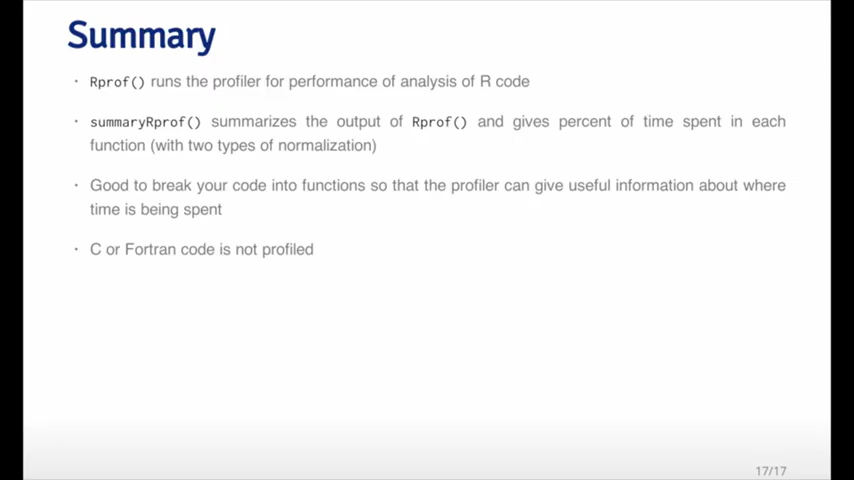 Summary
· Rprof() runs the profiler for performance of analysis of R code
· summaryRprof() summarizes the output of Rprof() and gives percent of time spent in each
function (with two types of normalization)
· Good to break your code into functions so that the profiler can give useful information about where
time is being spent
· C or Fortran code is not profiled
17/17